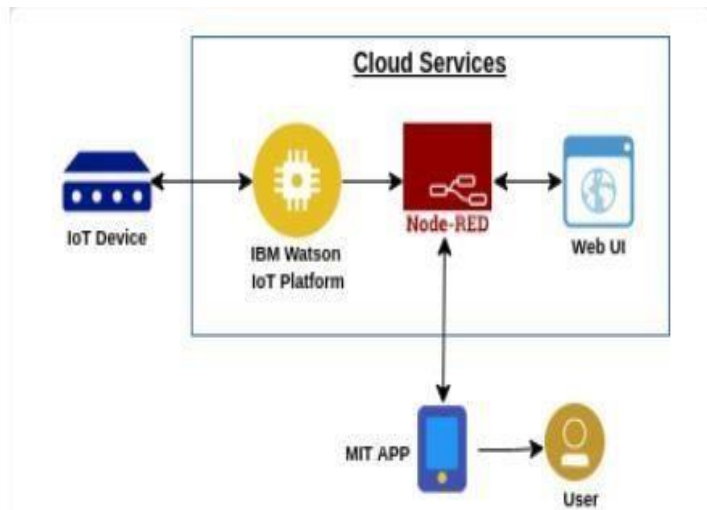 Cloud Services
IoT Device
IBM Watson
IoT Platform
Node-RED
Web UI
MIT APP
User